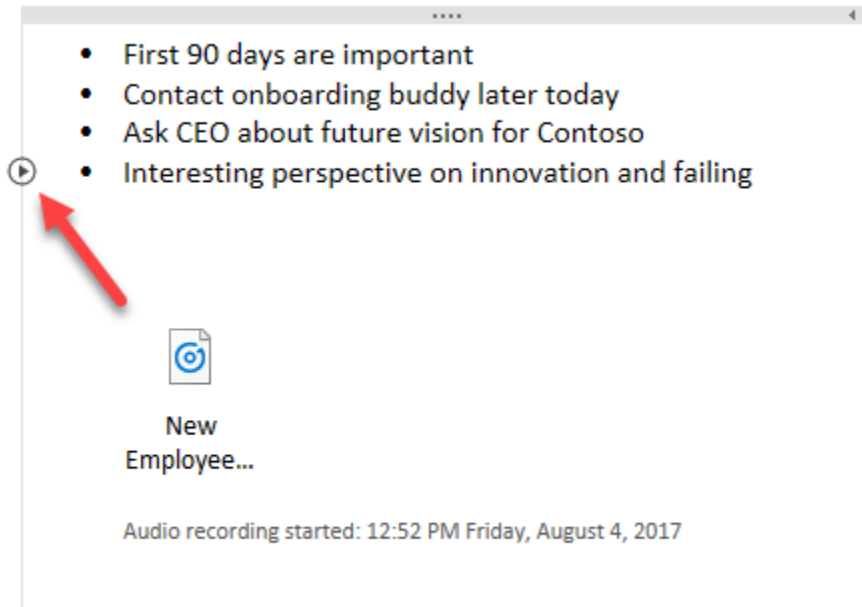 • First 90 days are important
• Contact onboarding buddy later today
• Ask CEO about future vision for Contoso
• Interesting perspective on innovation and failing
New
Employee...
Audio recording started: 12:52 PM Friday, August 4, 2017